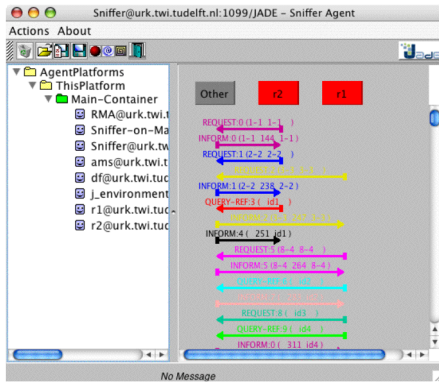 Sniffer@urk.twi.tudelft.nl:1099/JADE – Sniffer Agent
Actions About
Jade
AgentPlatforms
ThisPlatform
Main-Container
RMA@urk.twi.t
Sniffer-on-Ma
Sniffer@urk.tw
ams@urk.twi.t
df@urk.twi.tud
j_environment
r1@urk.twi.tuc
r2@urk.twi.tuc
Other r2 r1
REQUEST:0 (1-1 1-1 )
INFORM:0 (1-1 144 1-1 )
REQUEST:1 (2-2 2-2 )
INFORM:1 (2-2 238 2-2 )
QUERY-REF:3 ( id1 )
INFORM:4 ( 251 id1 )
REQUEST:5 (8-4 8-4 )
INFORM:5 (8-4 264 8-4 )
REQUEST:8 ( id3 )
QUERY-REF:9 ( id4 )
INFORM:0 ( 311 id4 )
No Message